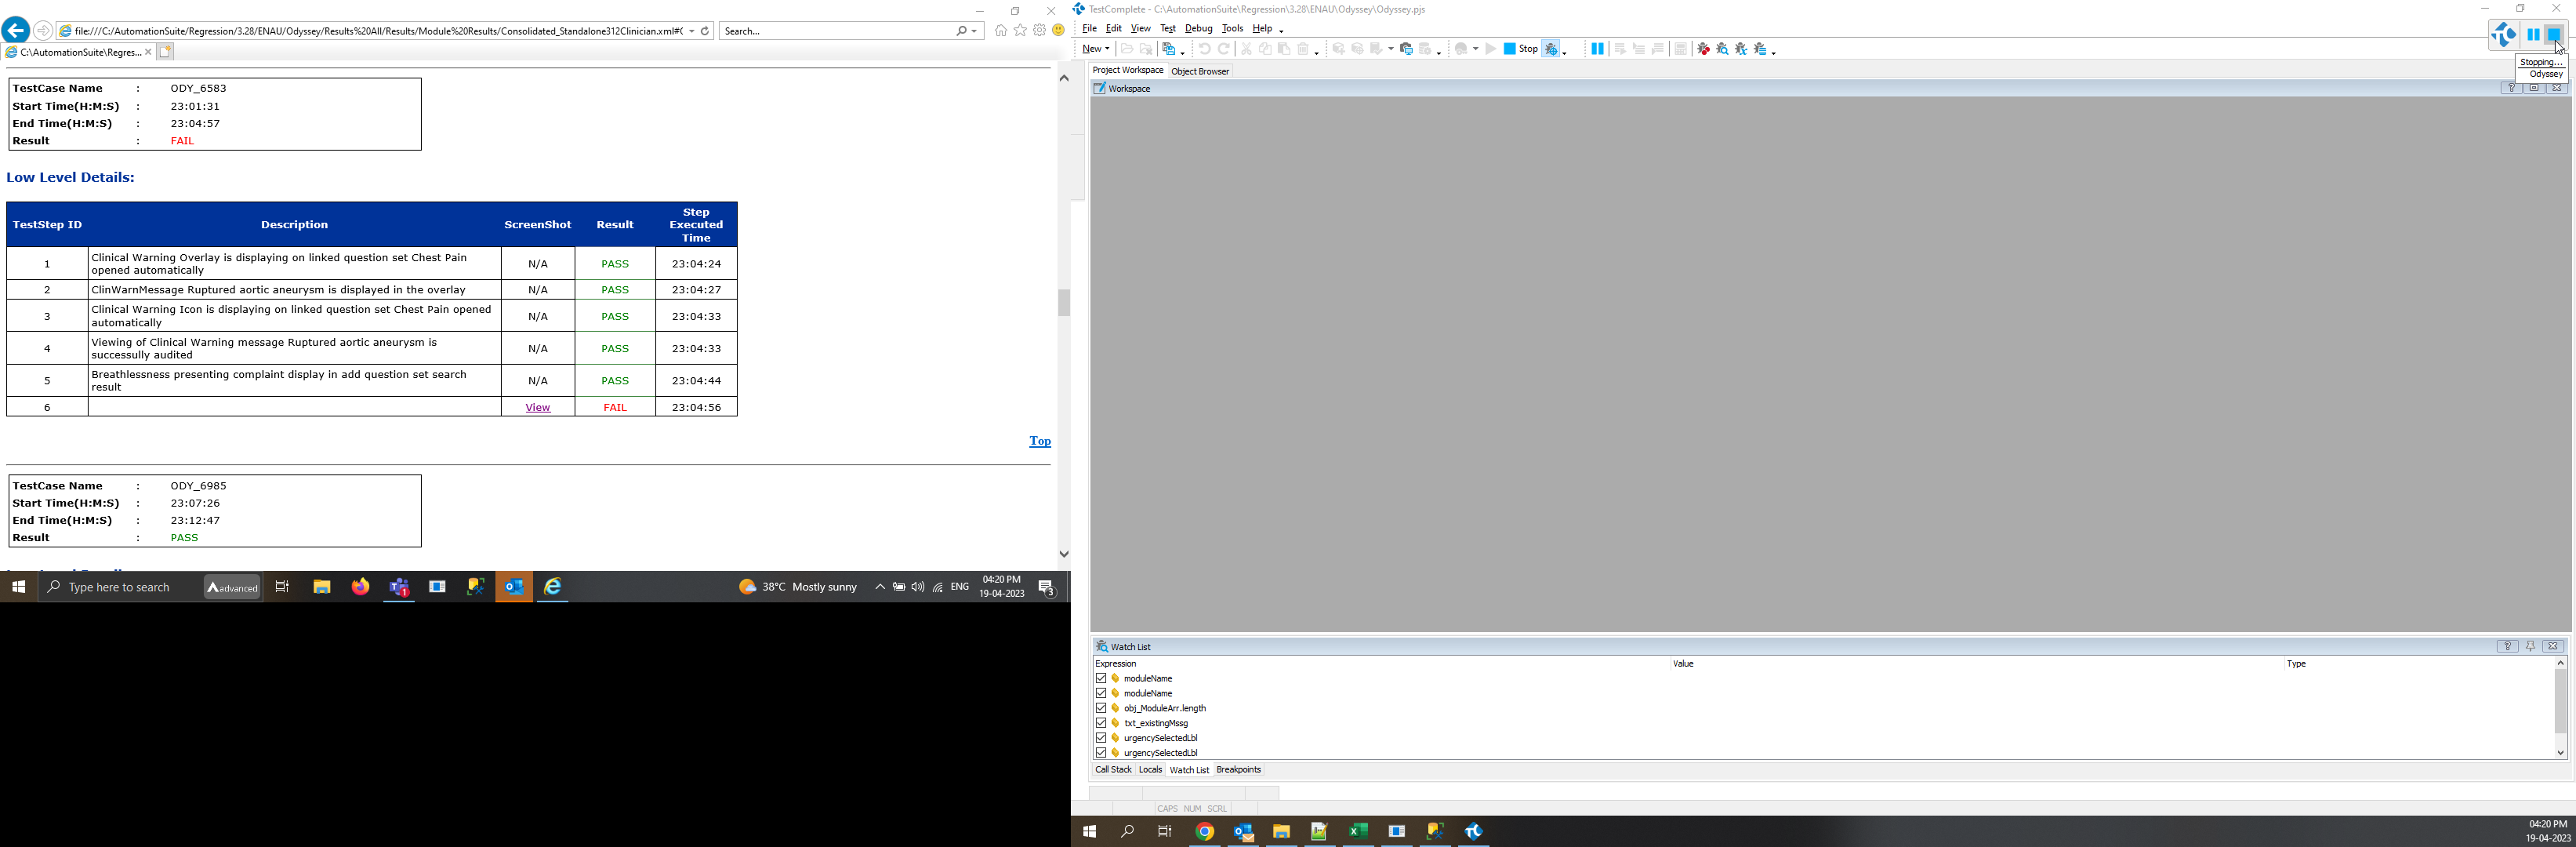 file:///C:/AutomationSuite/Regression/3.28/ENAU/Odyssey/Results%20All/Results/Module%20Results/Consolidated_Standalone312Clinician.xml#(
Search...
C:\AutomationSuite\Regres...
TestCase Name : ODY_6583
Start Time(H:M:S) : 23:01:31
End Time(H:M:S) : 23:04:57
Result : FAIL
Low Level Details:
TestStep ID Description ScreenShot Result Step Executed Time
1 Clinical Warning Overlay is displaying on linked question set Chest Pain opened automatically N/A PASS 23:04:24
2 ClinWarnMessage Ruptured aortic aneurysm is displayed in the overlay N/A PASS 23:04:27
3 Clinical Warning Icon is displaying on linked question set Chest Pain opened automatically N/A PASS 23:04:33
4 Viewing of Clinical Warning message Ruptured aortic aneurysm is successully audited N/A PASS 23:04:33
5 Breathlessness presenting complaint display in add question set search result N/A PASS 23:04:44
6 View FAIL 23:04:56
Top
TestCase Name : ODY_6985
Start Time(H:M:S) : 23:07:26
End Time(H:M:S) : 23:12:47
Result : PASS
Type here to search
advanced
38°C Mostly sunny
ENG
04:20 PM
19-04-2023
3
TestComplete - C:\AutomationSuite\Regression\3.28\ENAU\Odyssey\Odyssey.pjs
File Edit View Test Debug Tools Help
New
Stop
Stopping...
Odyssey
Project Workspace Object Browser
Workspace
Watch List
Expression Value Type
moduleName
moduleName
obj_ModuleArr.length
txt_existingMssg
urgencySelectedLbl
urgencySelectedLbl
Call Stack Locals Watch List Breakpoints
CAPS NUM SCRL
04:20 PM
19-04-2023